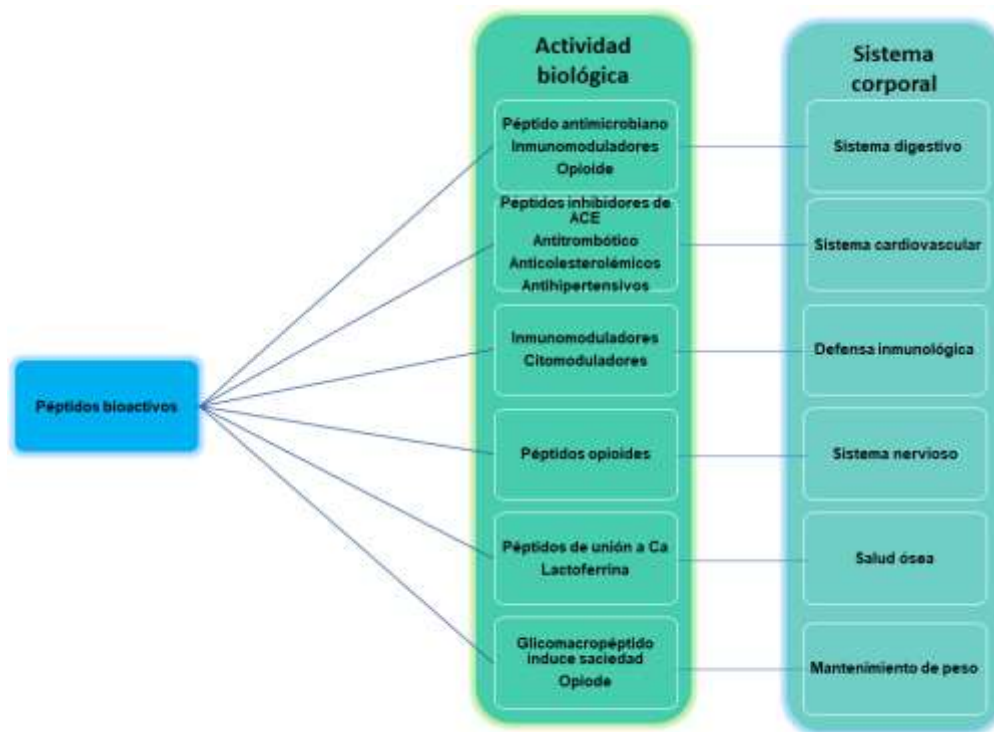 Actividad
biológica
Sistema
corporal
Péptido antimicrobiano
Inmunomoduladores
Opioide
Sistema digestivo
Péptidos inhibidores de
ACE
Antitrombótico
Anticolesterolémicos
Antihipertensivos
Sistema cardiovascular
Inmunomoduladores
Citomoduladores
Defensa inmunológica
Péptidos bioactivos
Péptidos opioides
Sistema nervioso
Péptidos de unión a Ca
Lactoferrina
Salud ósea
Glicomacropéptido
induce saciedad
Opiode
Mantenimiento de peso